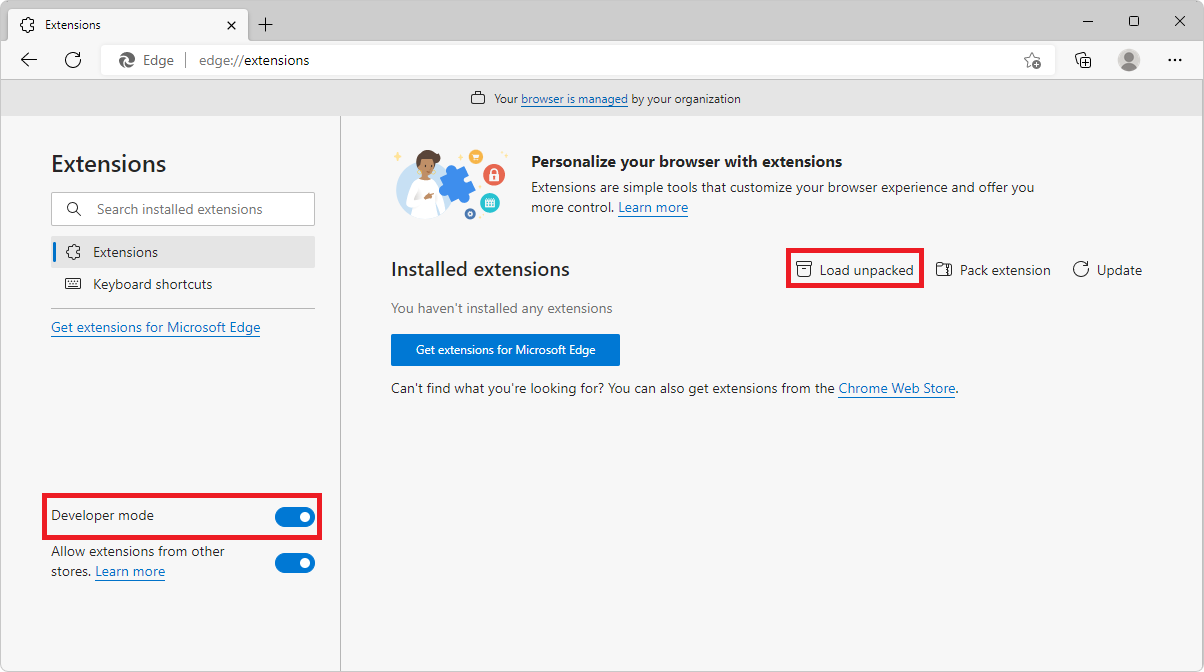 Extensions
Edge edge://extensions
Your browser is managed by your organization
Extensions
Search installed extensions
Extensions
Keyboard shortcuts
Get extensions for Microsoft Edge
Developer mode
Allow extensions from other
stores. Learn more
Personalize your browser with extensions
Extensions are simple tools that customize your browser experience and offer you
more control. Learn more
Installed extensions
Load unpacked
Pack extension
Update
You haven't installed any extensions
Get extensions for Microsoft Edge
Can't find what you're looking for? You can also get extensions from the Chrome Web Store.